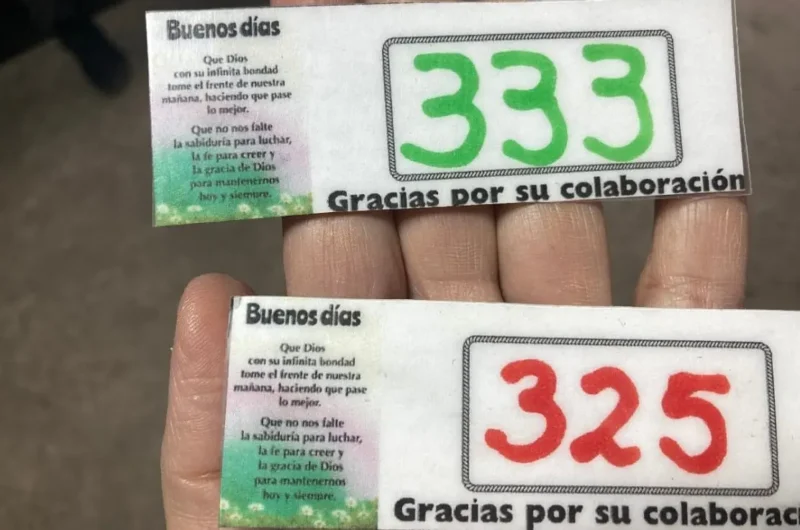 Buenos días
Que Dios
con su infinita bondad
tome el frente de nuestra
mañana, haciendo que pase
lo mejor.
Que no nos falte
la sabiduría para luchar,
la fe para creer y
la gracia de Dios
para mantenernos
hoy y siempre.
333
Gracias por su colaboración
Buenos días
Que Dios
con su infinita bondad
tome el frente de nuestra
mañana, haciendo que pase
lo mejor.
Que no nos falte
la sabiduría para luchar,
la fe para creer y
la gracia de Dios
para mantenernos
hoy y siempre.
325
Gracias por su colaboraci